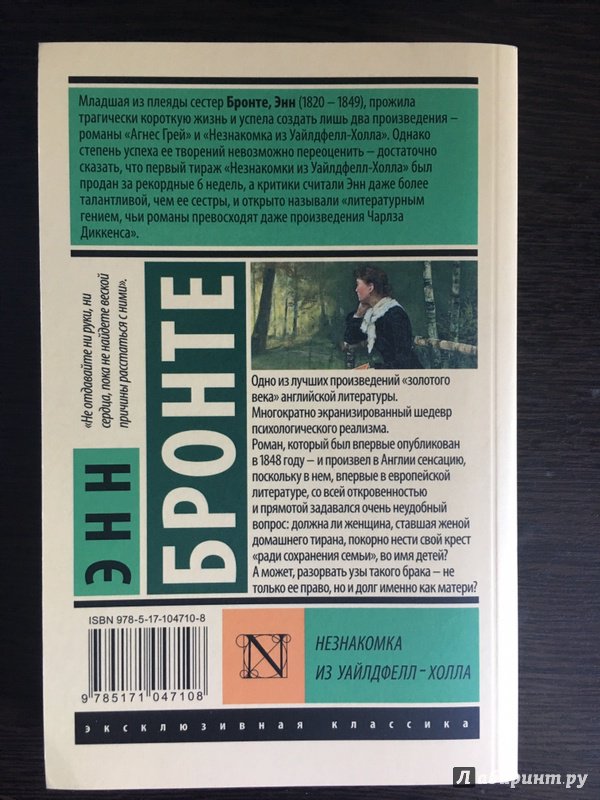 Младшая из плеяды сестер Бронте, Энн (1820 – 1849), прожила
трагически короткую жизнь и успела создать лишь два произведения –
романы «Агнес Грей» и «Незнакомка из Уайлдфелл-Холла». Однако
степень успеха ее творений невозможно переоценить – достаточно
сказать, что первый тираж «Незнакомки из Уайлдфелл-Холла» был
продан за рекордные 6 недель, а критики считали Энн даже более
талантливой, чем ее сестры, и открыто называли «литературным
гением, чьи романы превосходят даже произведения Чарлза
Диккенса».
«Не отдавайте ни руки, ни
сердца, пока не найдете веской
причины расстаться с ними».
ЭНН
БРОНТЕ
Одно из лучших произведений «золотого
века» английской литературы.
Многократно экранизированный шедевр
психологического реализма.
Роман, который был впервые опубликован
в 1848 году – и произвел в Англии сенсацию,
поскольку в нем, впервые в европейской
литературе, со всей откровенностью
и прямотой задавался очень неудобный
вопрос: должна ли женщина, ставшая женой
домашнего тирана, покорно нести свой крест
«ради сохранения семьи», во имя детей?
А может, разорвать узы такого брака – не
только ее право, но и долг именно как матери?
ISBN 978-5-17-104710-8
9 785171 047108
N
НЕЗНАКОМКА
ИЗ УАЙЛДФЕЛЛ-ХОЛЛА
эксклюзивная классика
Лабиринт.ру